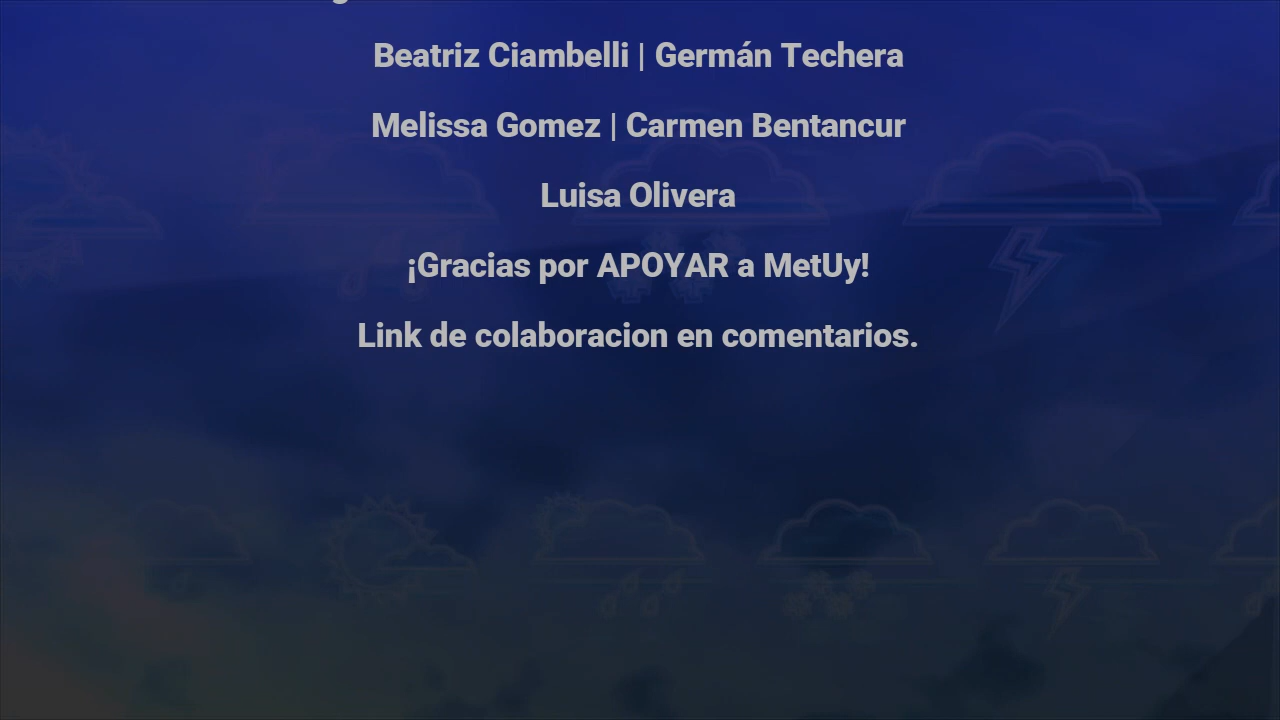 Beatriz Ciambelli | Germán Techera
Melissa Gomez | Carmen Bentancur
Luisa Olivera
¡Gracias por APOYAR a MetUy!
Link de colaboracion en comentarios.